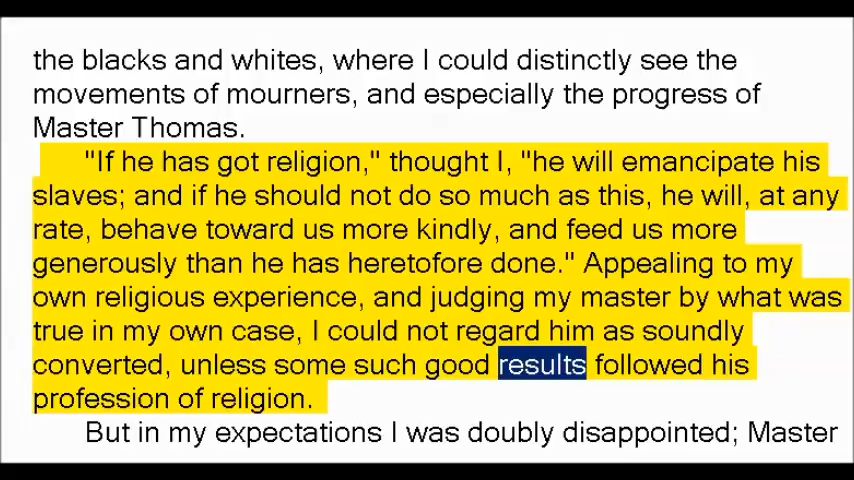 the blacks and whites, where I could distinctly see the
movements of mourners, and especially the progress of
Master Thomas.
"If he has got religion," thought I, "he will emancipate his
slaves; and if he should not do so much as this, he will, at any
rate, behave toward us more kindly, and feed us more
generously than he has heretofore done." Appealing to my
own religious experience, and judging my master by what was
true in my own case, I could not regard him as soundly
converted, unless some such good results followed his
profession of religion.
But in my expectations I was doubly disappointed; Master